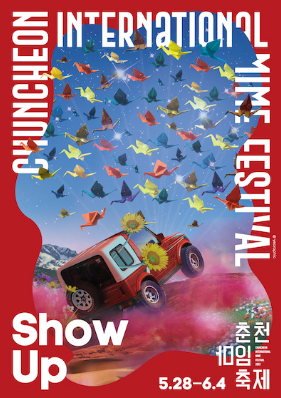 CHUNCHEON
INTERNATIONAL
MIME FESTIVAL
Show
Up
5.28–6.4
춘천
마임
축제